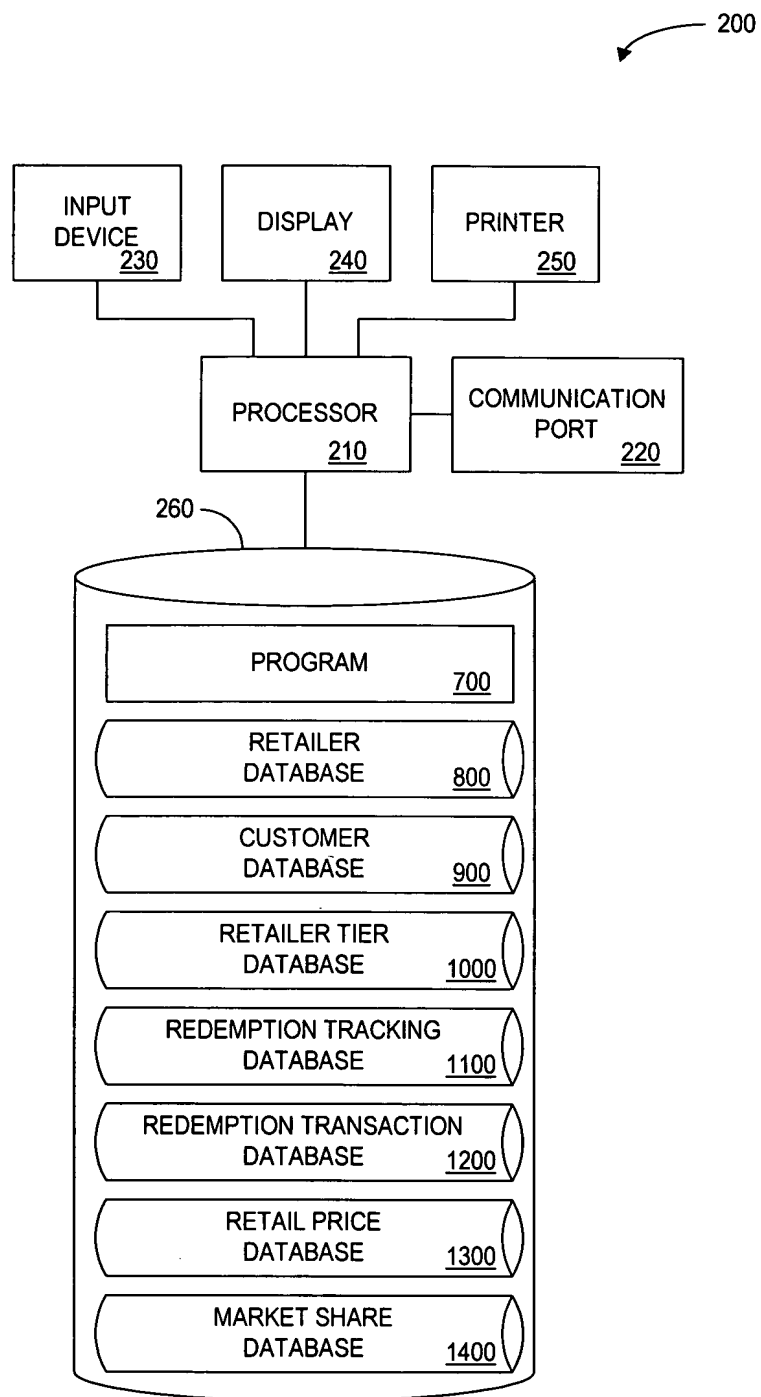 200
INPUT
DEVICE
230
DISPLAY
240
PRINTER
250
PROCESSOR
210
COMMUNICATION
PORT
220
260
PROGRAM
700
RETAILER
DATABASE
800
CUSTOMER
DATABASE
900
RETAILER TIER
DATABASE
1000
REDEMPTION TRACKING
DATABASE
1100
REDEMPTION TRANSACTION
DATABASE
1200
RETAIL PRICE
DATABASE
1300
MARKET SHARE
DATABASE
1400